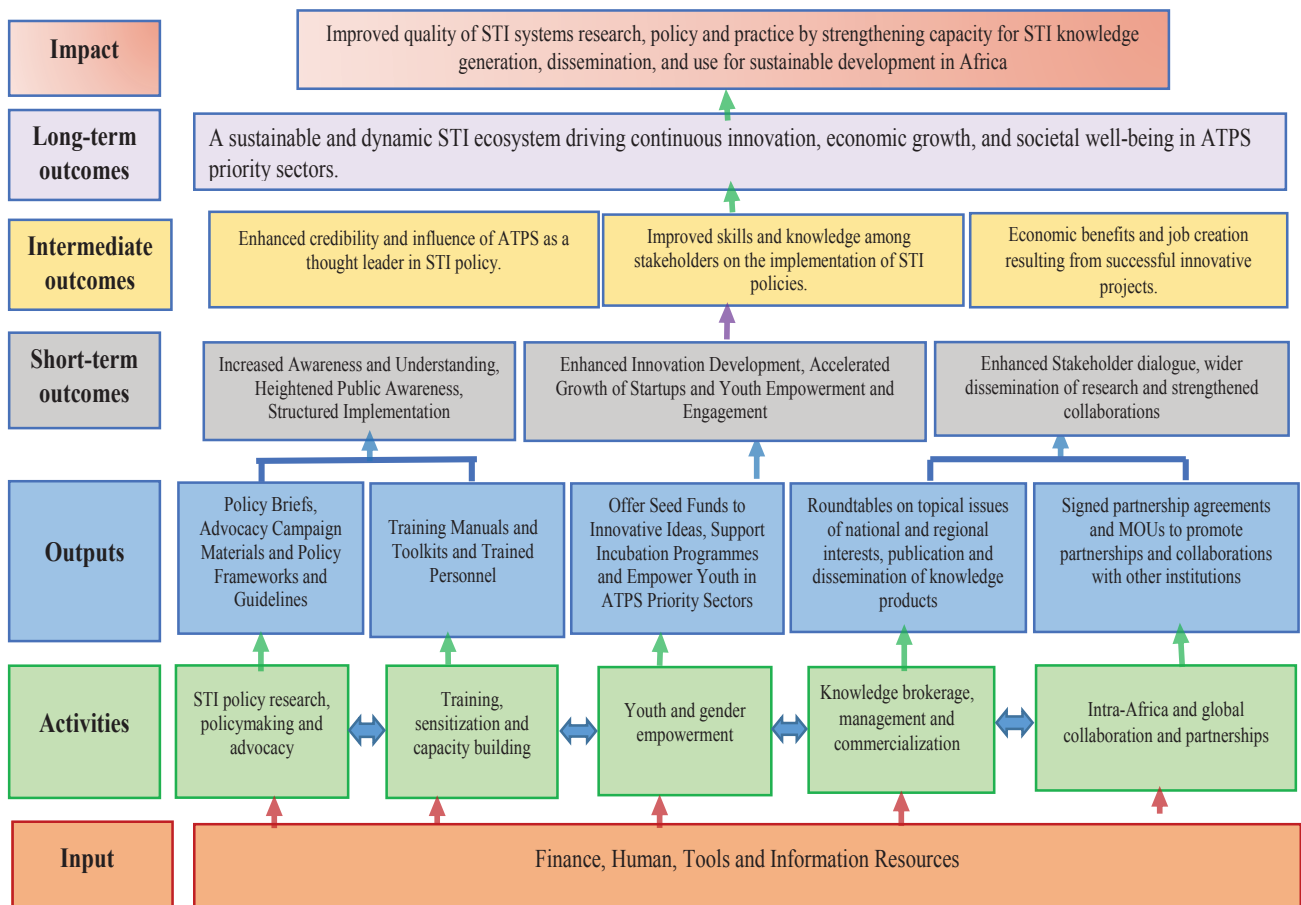 Impact
Improved quality of STI systems research, policy and practice by strengthening capacity for STI knowledge
generation, dissemination, and use for sustainable development in Africa
Long-term
outcomes
A sustainable and dynamic STI ecosystem driving continuous innovation, economic growth, and societal well-being in ATPS
priority sectors.
Intermediate
outcomes
Enhanced credibility and influence of ATPS as a
thought leader in STI policy.
Improved skills and knowledge among
stakeholders on the implementation of STI
policies.
Economic benefits and job creation
resulting from successful innovative
projects.
Short-term
outcomes
Increased Awareness and Understanding,
Heightened Public Awareness,
Structured Implementation
Enhanced Innovation Development, Accelerated
Growth of Startups and Youth Empowerment and
Engagement
Enhanced Stakeholder dialogue, wider
dissemination of research and strengthened
collaborations
Outputs
Policy Briefs,
Advocacy Campaign
Materials and Policy
Frameworks and
Guidelines
Training Manuals and
Toolkits and Trained
Personnel
Offer Seed Funds to
Innovative Ideas, Support
Incubation Programmes
and Empower Youth in
ATPS Priority Sectors
Roundtables on topical issues
of national and regional
interests, publication and
dissemination of knowledge
products
Signed partnership agreements
and MOUs to promote
partnerships and collaborations
with other institutions
Activities
STI policy research,
policymaking and
advocacy
Training,
sensitization and
capacity building
Youth and gender
empowerment
Knowledge brokerage,
management and
commercialization
Intra-Africa and global
collaboration and partnerships
Input
Finance, Human, Tools and Information Resources